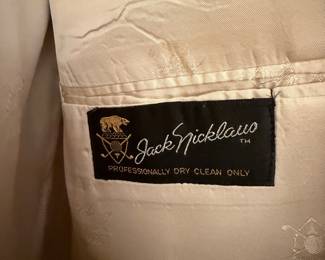 Jack Nicklaus TM
PROFESSIONALLY DRY CLEAN ONLY